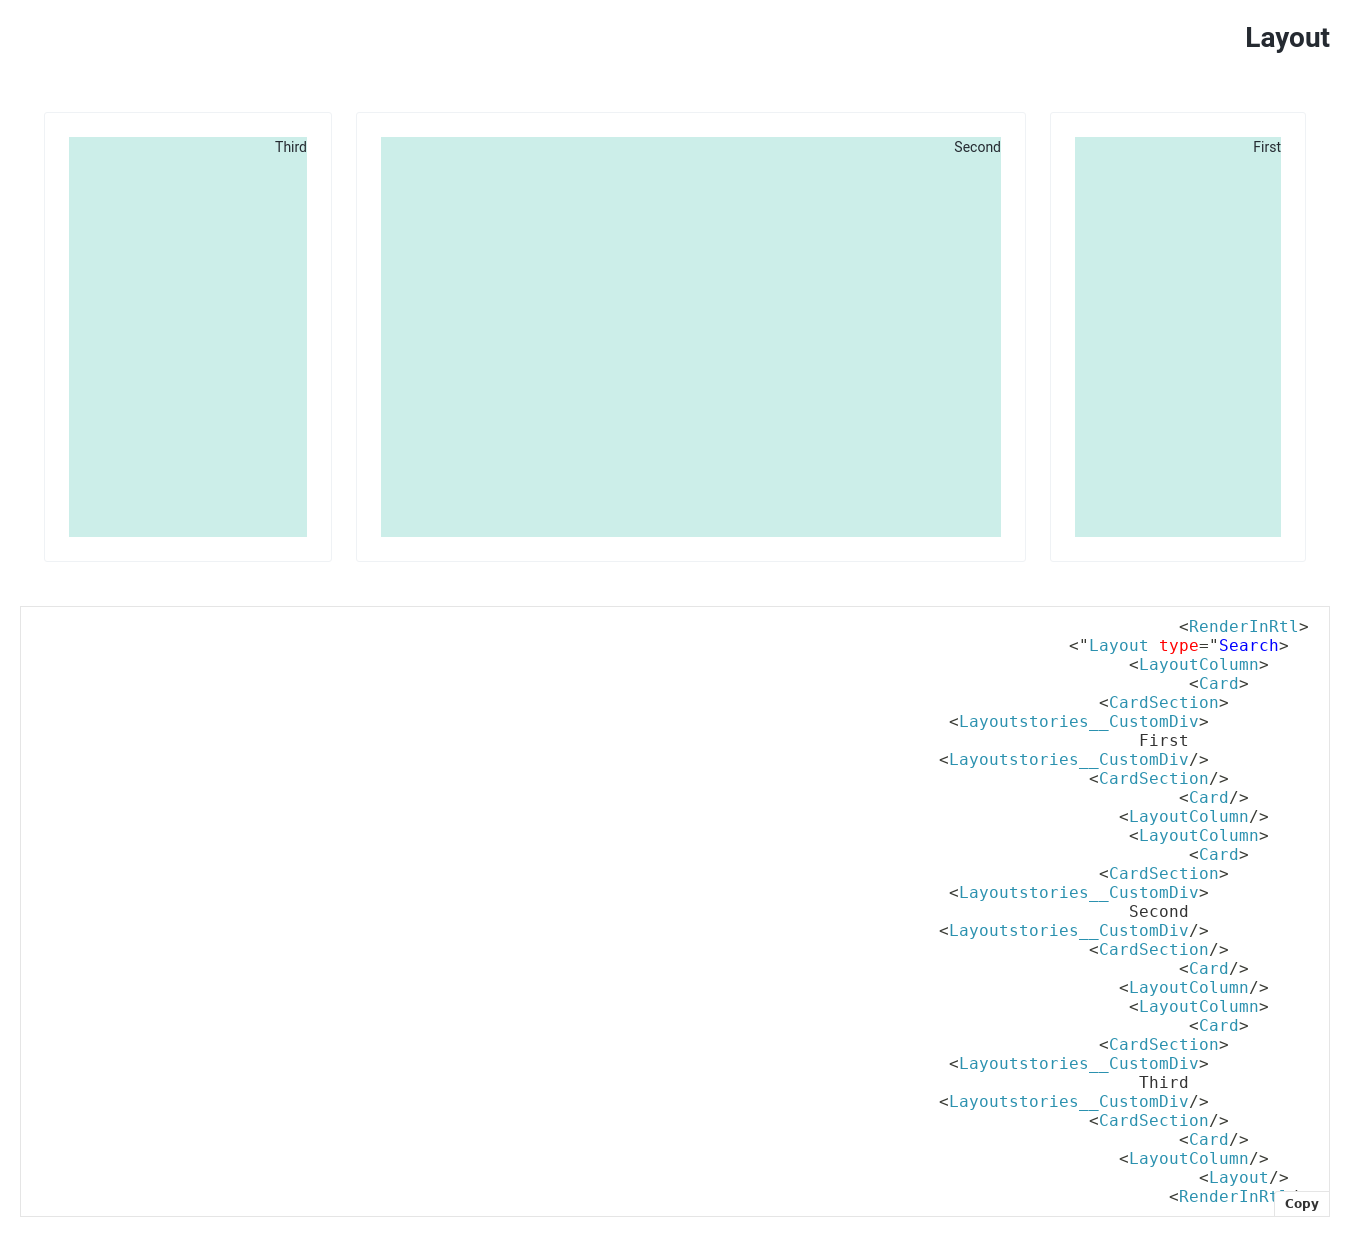 Layout
First
Second
Third
<RenderInRtl>
<"Layout type="Search>
<LayoutColumn>
<Card>
<CardSection>
<Layoutstories__CustomDiv>
First
<Layoutstories__CustomDiv/>
<CardSection/>
<Card/>
<LayoutColumn/>
<LayoutColumn>
<Card>
<CardSection>
<Layoutstories__CustomDiv>
Second
<Layoutstories__CustomDiv/>
<CardSection/>
<Card/>
<LayoutColumn/>
<LayoutColumn>
<Card>
<CardSection>
<Layoutstories__CustomDiv>
Third
<Layoutstories__CustomDiv/>
<CardSection/>
<Card/>
<LayoutColumn/>
<Layout/>
<RenderInRtl/>
Copy